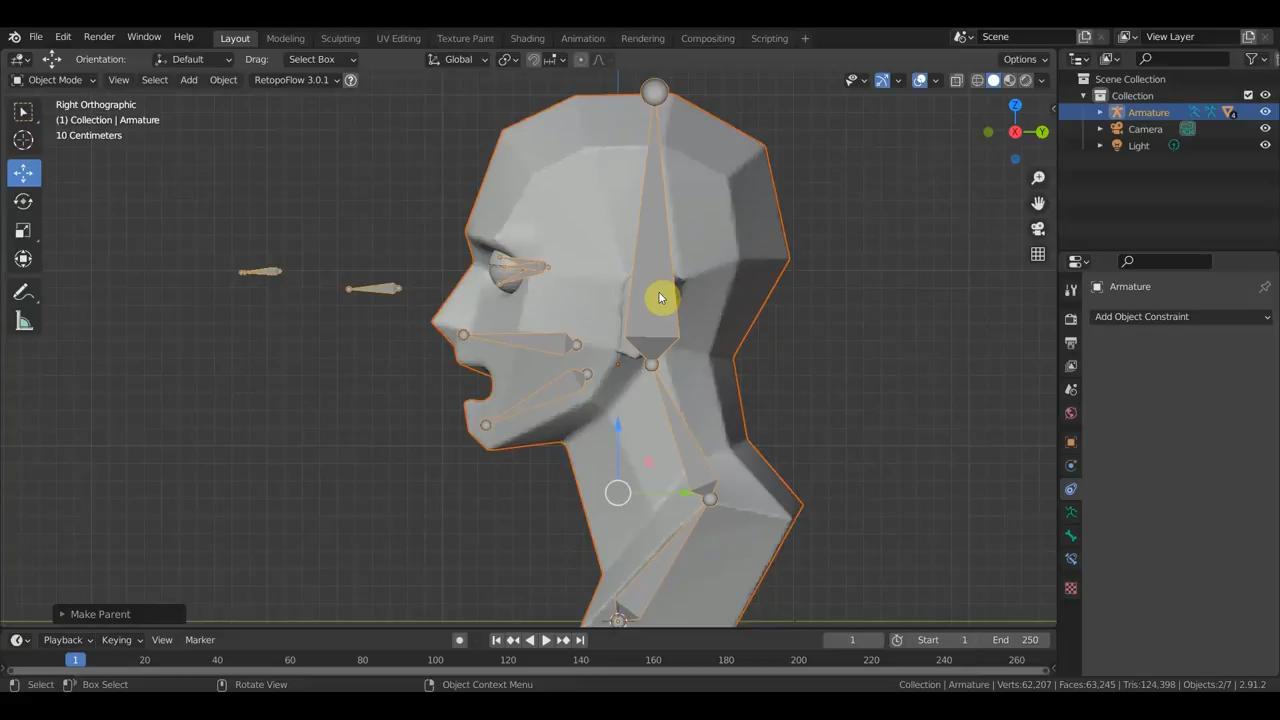 File Edit Render Window Help Layout Modeling Sculpting UV Editing Texture Paint Shading Animation Rendering Compositing Scripting + Scene View Layer
Orientation: Default Drag: Select Box Global Options
Object Mode View Select Add Object RetopoFlow 3.0.1 ?
Right Orthographic
(1) Collection | Armature
10 Centimeters
Z
X
Y
Scene Collection
Collection
Armature 4
Camera
Light
Armature
Add Object Constraint
Make Parent
Playback Keying View Marker 1 Start 1 End 250
1 20 40 60 80 100 120 140 160 180 200 220 240 260
Select Box Select Rotate View Object Context Menu Collection | Armature | Verts:62,207 | Faces:63,245 | Tris:124,398 | Objects:2/7 | 2.91.2